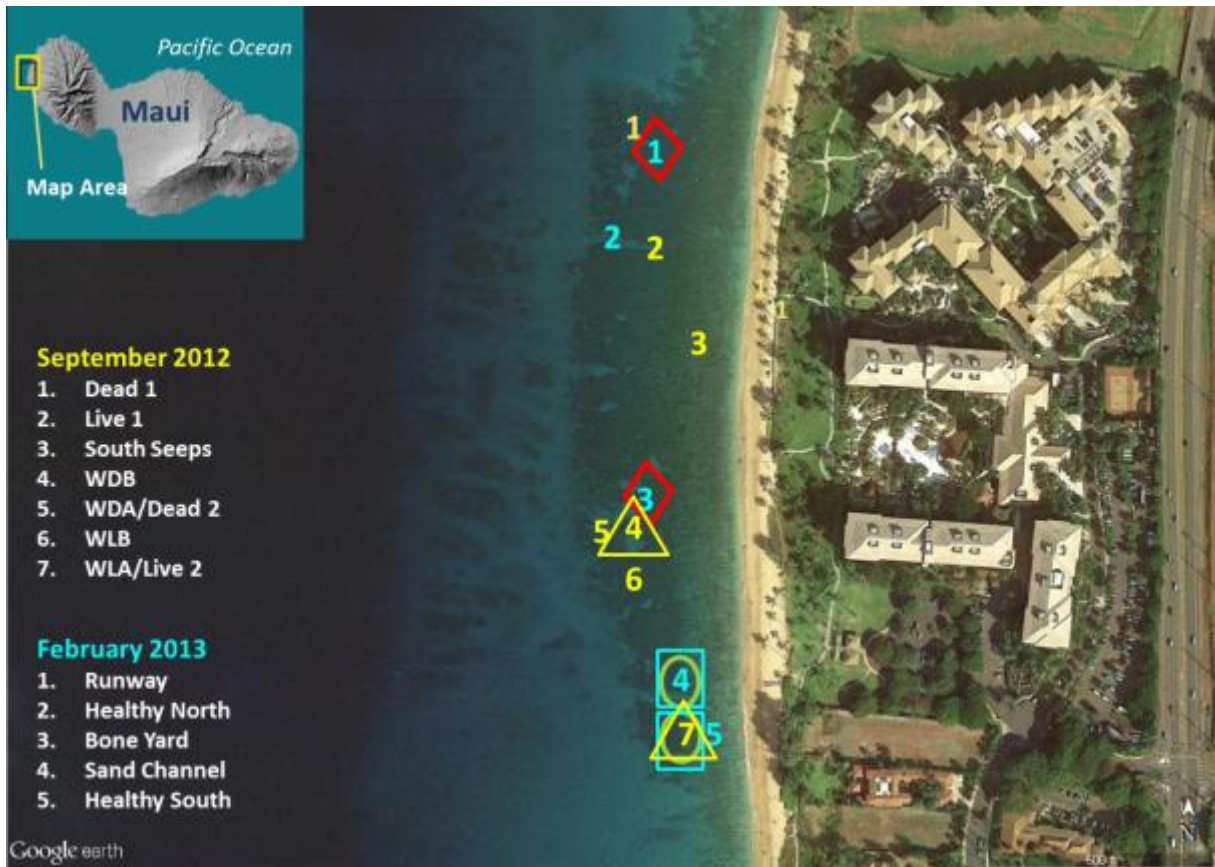 Pacific Ocean
Maui
Map Area
1
1
2
2
3
1
September 2012
1. Dead 1
2. Live 1
3. South Seeps
4. WDB
5. WDA/Dead 2
6. WLB
7. WLA/Live 2
3
5 4
6
February 2013
1. Runway
2. Healthy North
3. Bone Yard
4. Sand Channel
5. Healthy South
4
7 5
N
500 m
Google earth